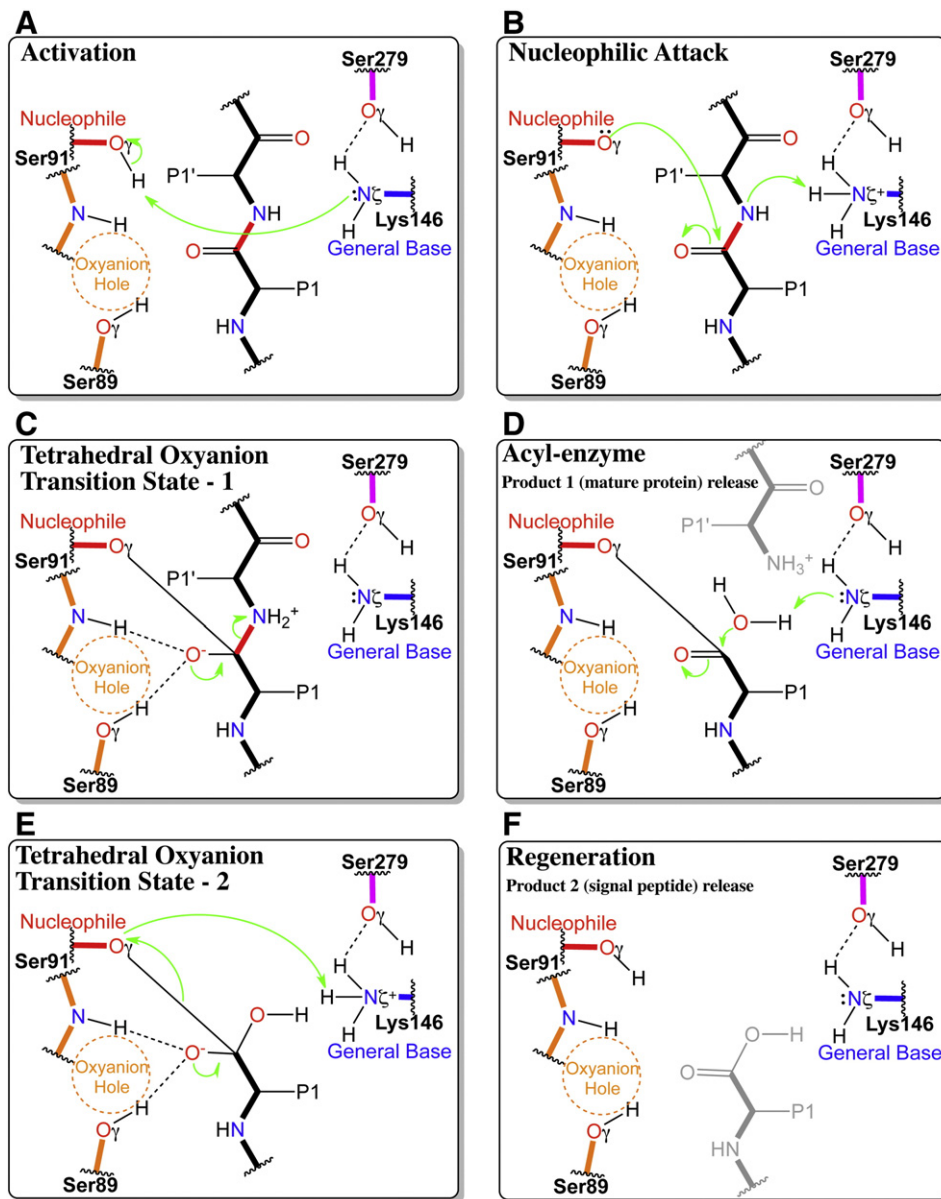 A
Activation
Ser279
Oγ
H
H
Nucleophile
Ser91
Oγ
H
P1'
O
NH
:Nζ
H
Lys146
General Base
N
H
O
Oxyanion
Hole
P1
H
Oγ
HN
Ser89
B
Nucleophilic Attack
Ser279
Oγ
H
H
Nucleophile
Ser91
Öγ
P1'
O
NH
H
Nζ+
H
Lys146
General Base
N
H
O
Oxyanion
Hole
P1
H
Oγ
HN
Ser89
C
Tetrahedral Oxyanion
Transition State - 1
Ser279
Oγ
H
H
Nucleophile
Ser91
Oγ
O
P1'
NH2+
:Nζ
H
Lys146
General Base
N
H
O-
Oxyanion
Hole
P1
H
Oγ
HN
Ser89
D
Acyl-enzyme
Product 1 (mature protein) release
Ser279
Oγ
H
H
O
P1'
NH3+
Nucleophile
Ser91
Oγ
H
O
H
:Nζ
H
Lys146
General Base
N
H
O
Oxyanion
Hole
P1
H
Oγ
HN
Ser89
E
Tetrahedral Oxyanion
Transition State - 2
Ser279
Oγ
H
H
Nucleophile
Ser91
Oγ
H
Nζ+
H
Lys146
General Base
O
H
N
H
O-
Oxyanion
Hole
P1
H
Oγ
HN
Ser89
F
Regeneration
Product 2 (signal peptide) release
Ser279
Oγ
H
H
Nucleophile
Ser91
Oγ
H
:Nζ
H
Lys146
General Base
N
H
O
H
O
Oxyanion
Hole
P1
H
Oγ
HN
Ser89